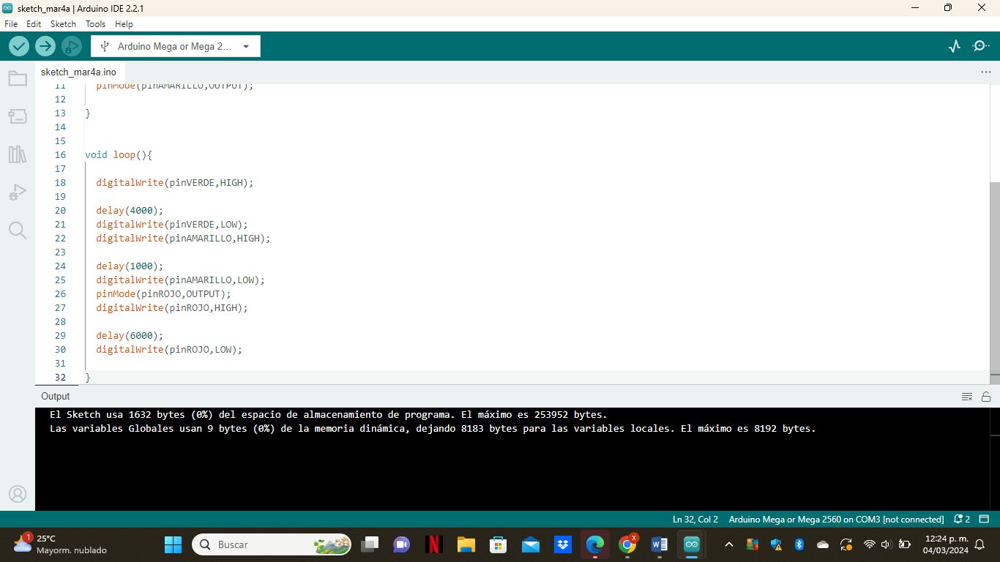 sketch_mar4a | Arduino IDE 2.2.1
File Edit Sketch Tools Help
Arduino Mega or Mega 2...
sketch_mar4a.ino
11 pinMode(pinAMARILLO,OUTPUT);
12
13 }
14
15
16 void loop(){
17
18 digitalWrite(pinVERDE,HIGH);
19
20 delay(4000);
21 digitalWrite(pinVERDE,LOW);
22 digitalWrite(pinAMARILLO,HIGH);
23
24 delay(1000);
25 digitalWrite(pinAMARILLO,LOW);
26 pinMode(pinROJO,OUTPUT);
27 digitalWrite(pinROJO,HIGH);
28
29 delay(6000);
30 digitalWrite(pinROJO,LOW);
31
32 }
Output
El Sketch usa 1632 bytes (0%) del espacio de almacenamiento de programa. El máximo es 253952 bytes.
Las variables Globales usan 9 bytes (0%) de la memoria dinámica, dejando 8183 bytes para las variables locales. El máximo es 8192 bytes.
Ln 32, Col 2 Arduino Mega or Mega 2560 on COM3 [not connected] 2
1
25°C
Mayorm. nublado
Buscar
N
X
W
12:24 p. m.
04/03/2024